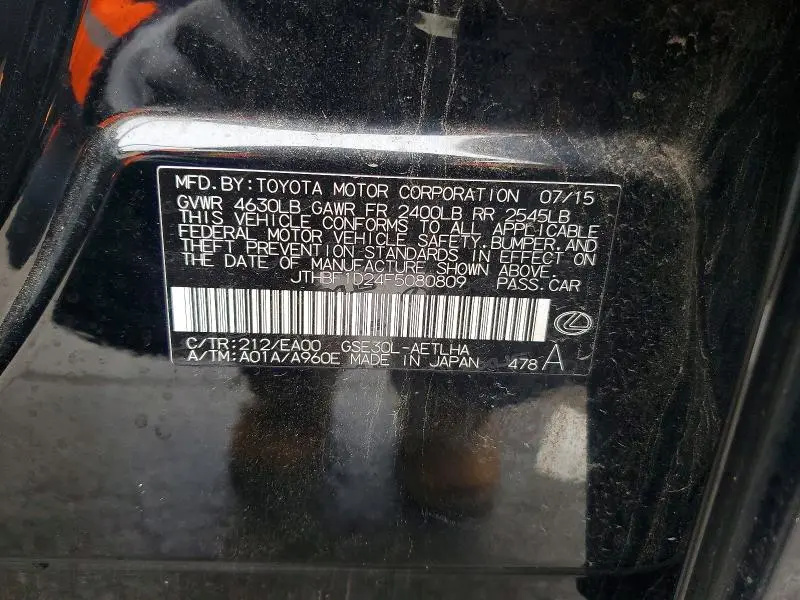 MFD. BY: TOYOTA MOTOR CORPORATION 07/15
GVWR 4630LB GAWR FR 2400LB RR 2545LB
THIS VEHICLE CONFORMS TO ALL APPLICABLE
FEDERAL MOTOR VEHICLE SAFETY, BUMPER, AND
THEFT PREVENTION STANDARDS IN EFFECT ON
THE DATE OF MANUFACTURE SHOWN ABOVE.
JTHBF1D24F5080809 PASS. CAR
C/TR: 212/EA00 GSE30L-AETLHA
A/TM: A01A/A960E MADE IN JAPAN 478 A